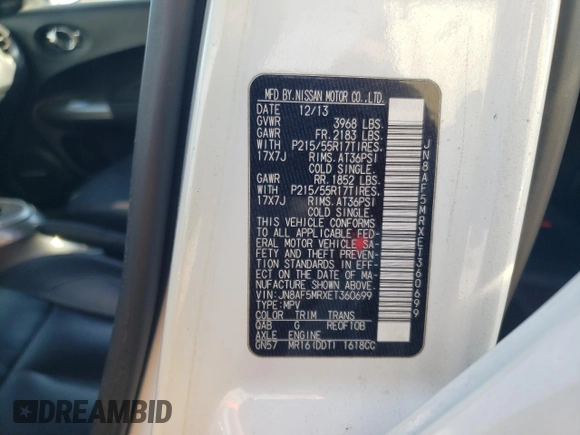 MFD BY.NISSAN MOTOR CO.,LTD.
DATE 12/13
GVWR 3968 LBS.
GAWR FR. 2183 LBS.
WITH P215/55R17TIRES,
17X7J RIMS. AT36PSI
COLD SINGLE.
GAWR RR. 1852 LBS.
WITH P215/55R17TIRES,
17X7J RIMS. AT36PSI
COLD SINGLE.
THIS VEHICLE CONFORMS
TO ALL APPLICABLE FED-
ERAL MOTOR VEHICLE SA-
FETY AND THEFT PREVEN-
TION STANDARDS IN EFF-
ECT ON THE DATE OF MA-
NUFACTURE SHOWN ABOVE.
VIN:JN8AF5MRXET360699
TYPE:MPV
COLOR TRIM TRANS
QAB G RE0F10B
AXLE ENGINE
GN57 MR16(DDT) 1618CC
JN8AF5MRXET360699
DREAMBID